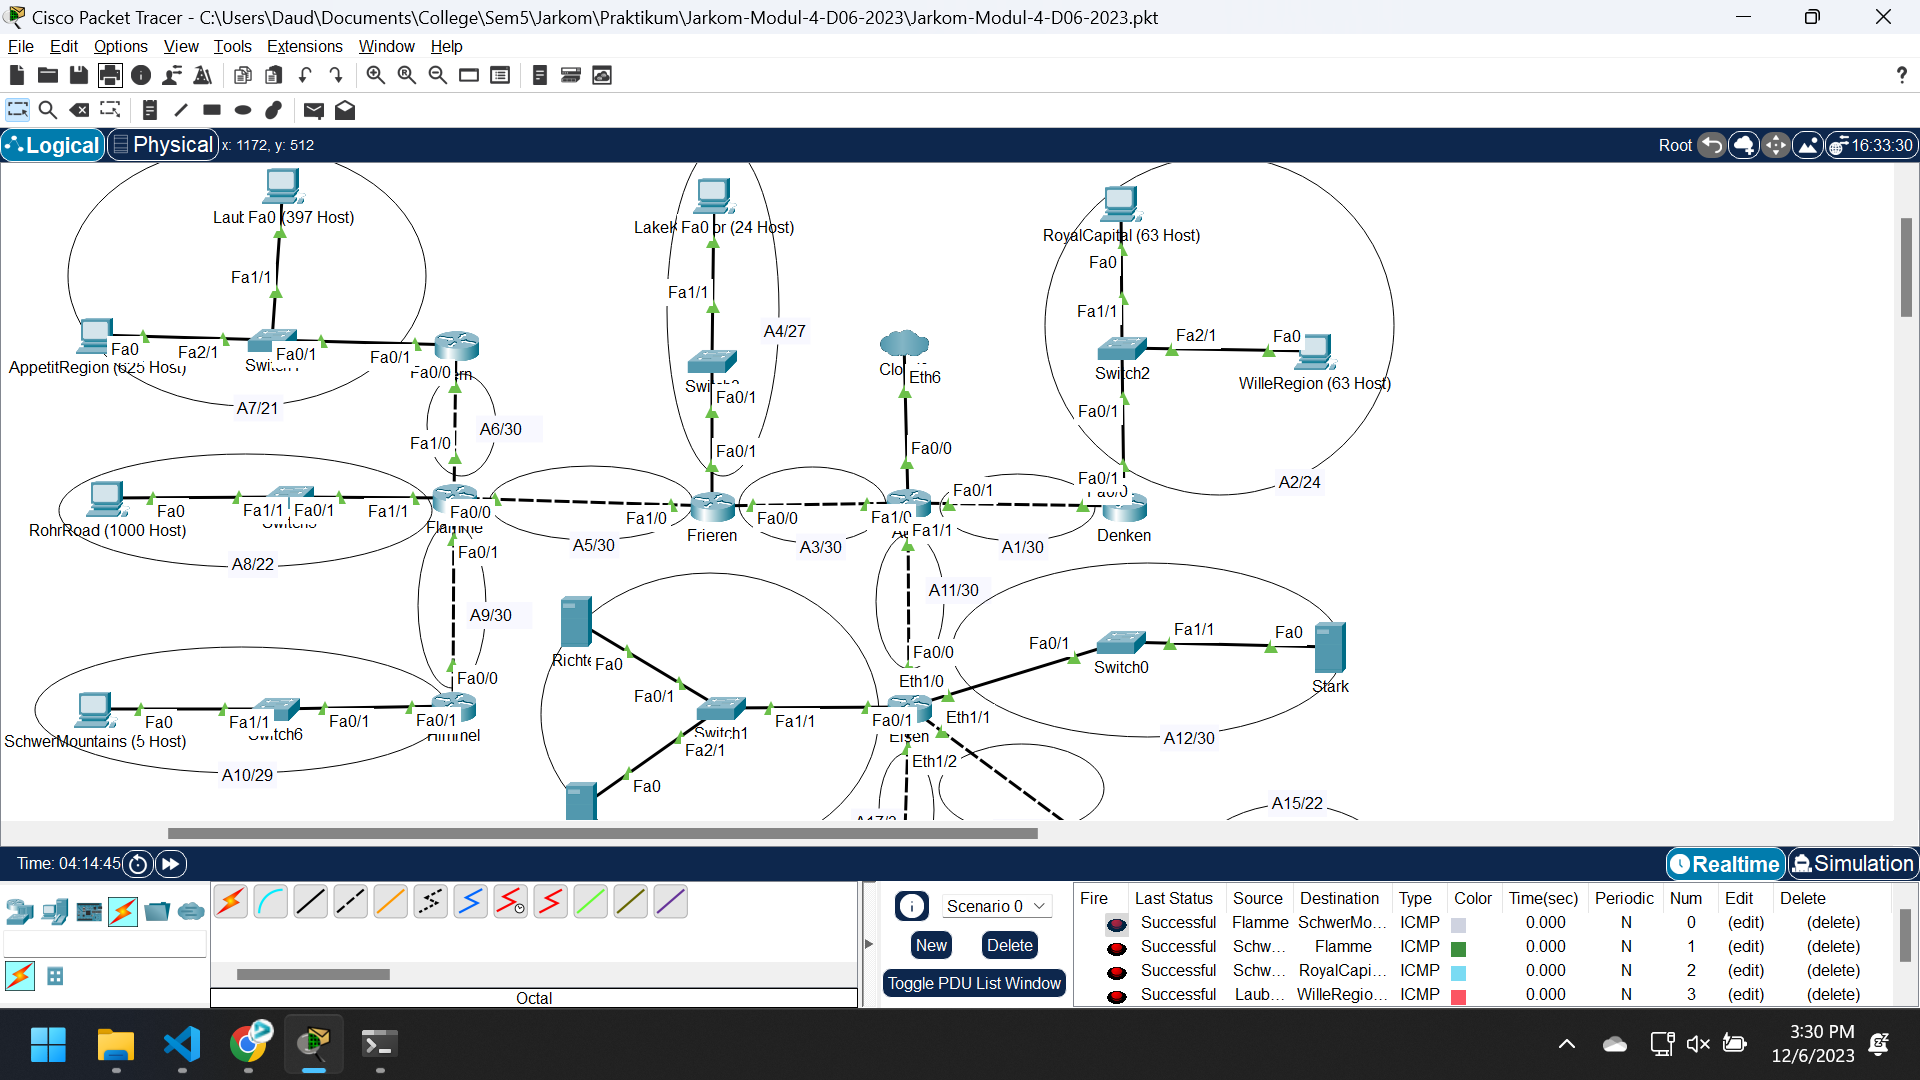 Cisco Packet Tracer - C:\Users\Daud\Documents\College\Sem5\Jarkom\Praktikum\Jarkom-Modul-4-D06-2023\Jarkom-Modul-4-D06-2023.pkt
File Edit Options View Tools Extensions Window Help
?
Logical Physical x: 1172, y: 512 Root 16:33:30
Fa0 (397 Host)
Fa0 or (24 Host)
RoyalCapital (63 Host)
Fa0
Fa1/1
Fa1/1
Fa1/1
A4/27
Fa2/1 Fa0
Fa0 Fa2/1 Fa0/1 Fa0/1
AppetitRegion (625 Host)
Fa0/0
Eth6
Switch2
WilleRegion (63 Host)
Fa0/1
A7/21
Fa0/1
A6/30
Fa1/0
Fa0/1
Fa0/0
Fa0/1
A2/24
Fa0/1
Fa0/0
Fa0 Fa1/1 Fa0/1 Fa1/1 Fa0/0
Fa1/0 Fa0/0 Fa1/0
Fa1/1
RohrRoad (1000 Host)
Flamme
Frieren
Denken
A5/30 A3/30 A1/30
Fa0/1
A8/22
A11/30
A9/30
Fa0/1 Fa1/1 Fa0
Fa0/0
Fa0
Switch0
Fa0/0
Eth1/0
Stark
Fa0/1
Fa0 Fa1/1 Fa0/1 Fa0/1
Fa1/1 Fa0/1 Eth1/1
SchwerMountains (5 Host)
Switch6
Himmel
Switch1
Eisen
A12/30
Fa2/1
Eth1/2
A10/29
Fa0
A15/22
Time: 04:14:45 Realtime Simulation
Scenario 0
New Delete
Toggle PDU List Window
Octal
Fire Last Status Source Destination Type Color Time(sec) Periodic Num Edit Delete
Successful Flamme SchwerMo... ICMP 0.000 N 0 (edit) (delete)
Successful Schw... Flamme ICMP 0.000 N 1 (edit) (delete)
Successful Schw... RoyalCapi... ICMP 0.000 N 2 (edit) (delete)
Successful Laub... WilleRegio... ICMP 0.000 N 3 (edit) (delete)
3:30 PM
12/6/2023